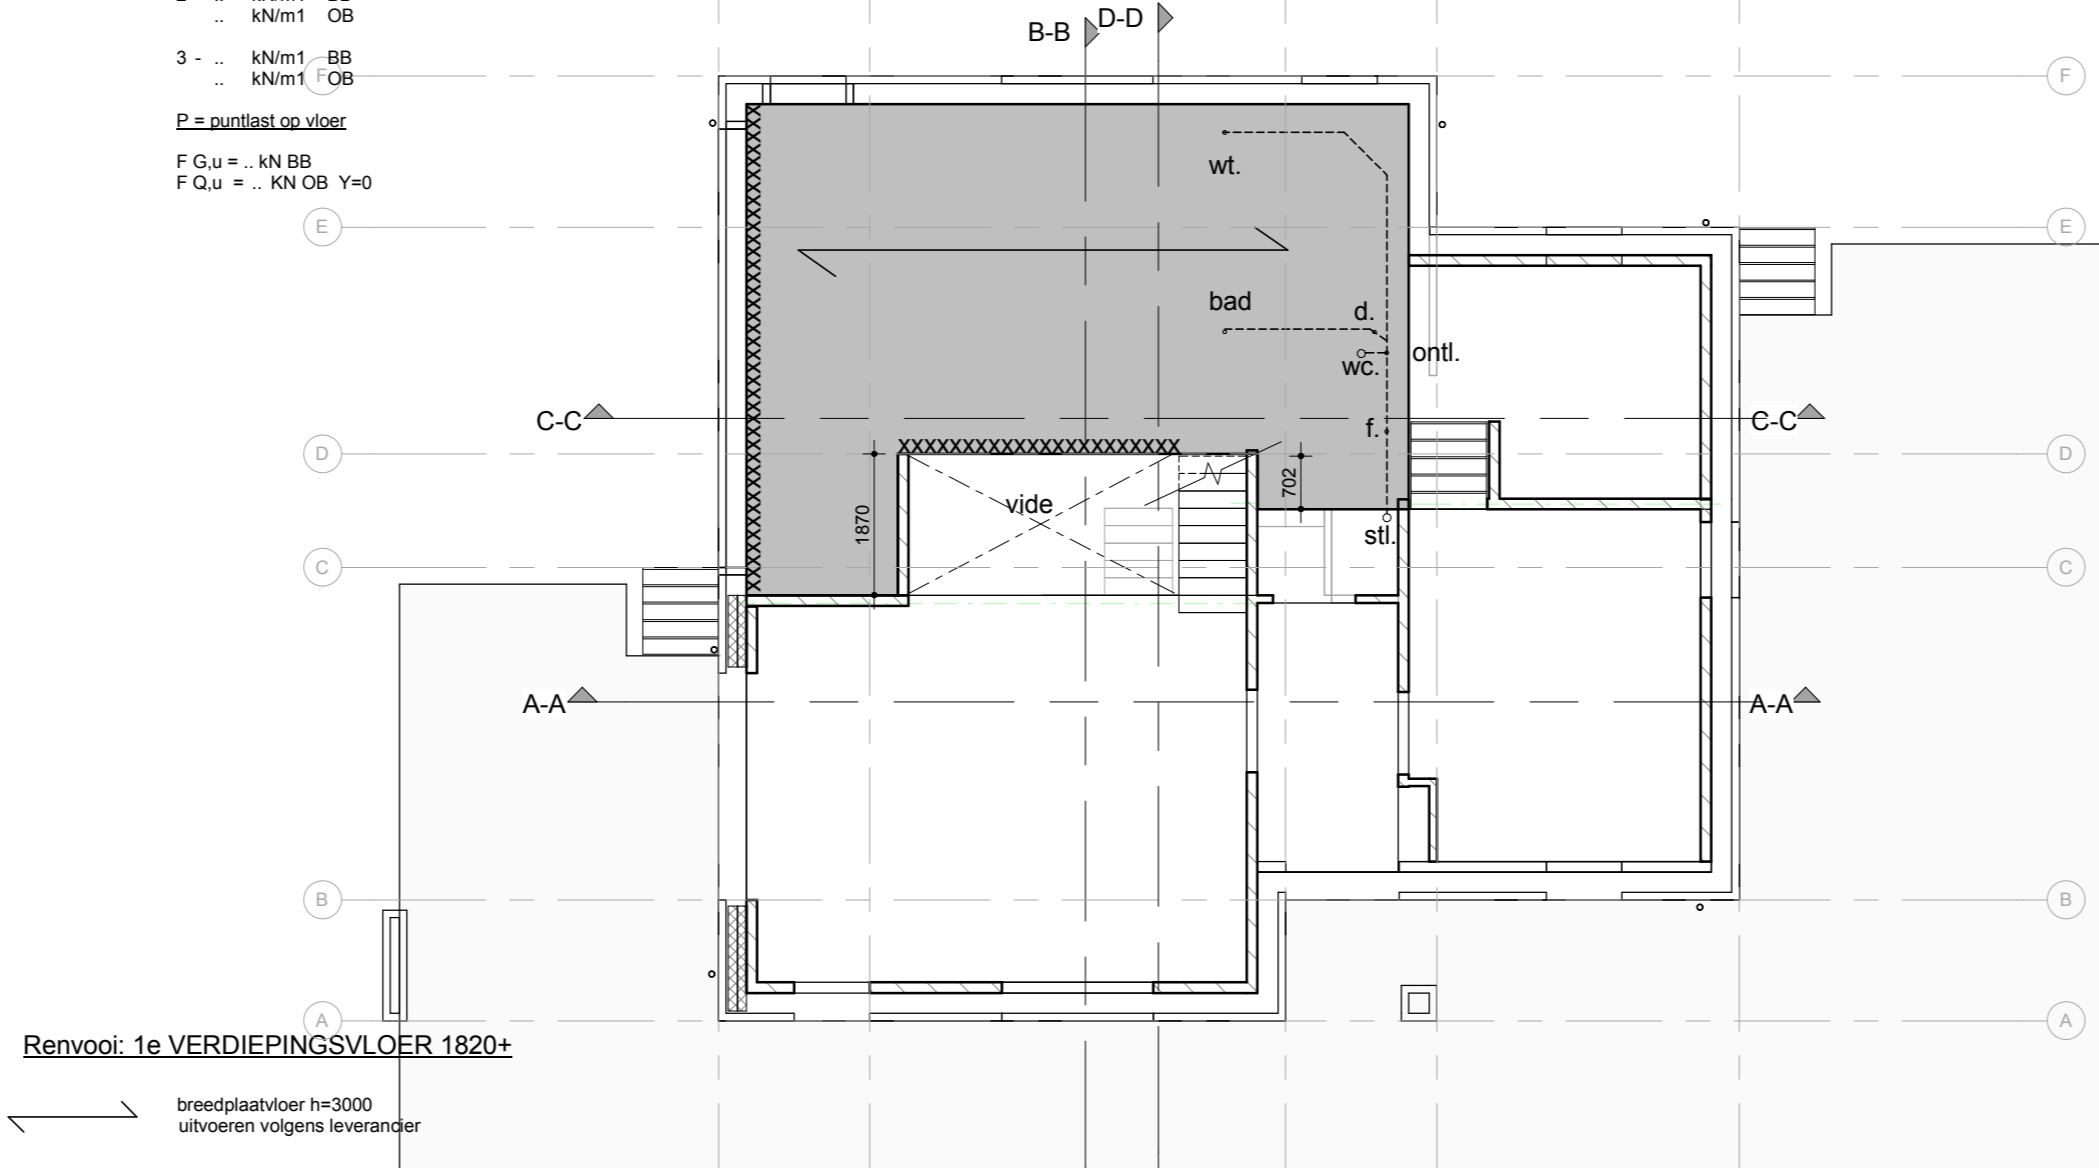 .. kN/m1 OB
3 - .. kN/m1 BB
.. kN/m1 OB
P = puntlast op vloer
F G,u = .. kN BB
F Q,u = .. KN OB Y=0
B-B
D-D
F
F
E
E
wt.
bad
d.
wc.
ontl.
f.
C-C
C-C
D
D
1870
vide
702
stl.
C
C
A-A
A-A
B
B
A
A
Renvooi: 1e VERDIEPINGSVLOER 1820+
breedplaatvloer h=3000
uitvoeren volgens leverancier